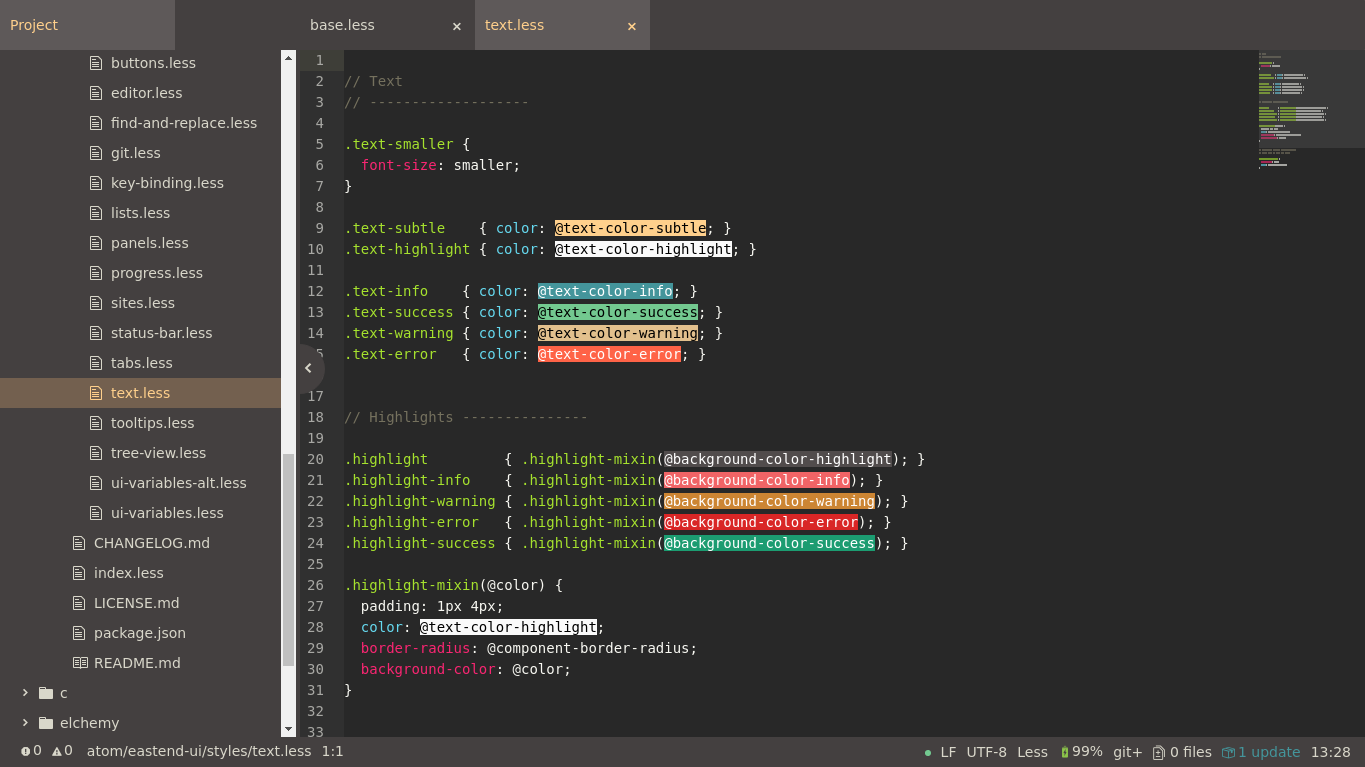 Project
base.less ×
text.less ×
buttons.less
editor.less
find-and-replace.less
git.less
key-binding.less
lists.less
panels.less
progress.less
sites.less
status-bar.less
tabs.less
text.less
tooltips.less
tree-view.less
ui-variables-alt.less
ui-variables.less
CHANGELOG.md
index.less
LICENSE.md
package.json
README.md
c
elchemy
1
2 // Text
3 // -------------------
4
5 .text-smaller {
6   font-size: smaller;
7 }
8
9 .text-subtle    { color: @text-color-subtle; }
10 .text-highlight { color: @text-color-highlight; }
11
12 .text-info    { color: @text-color-info; }
13 .text-success { color: @text-color-success; }
14 .text-warning { color: @text-color-warning; }
5 .text-error   { color: @text-color-error; }
17
18 // Highlights ---------------
19
20 .highlight         { .highlight-mixin(@background-color-highlight); }
21 .highlight-info    { .highlight-mixin(@background-color-info); }
22 .highlight-warning { .highlight-mixin(@background-color-warning); }
23 .highlight-error   { .highlight-mixin(@background-color-error); }
24 .highlight-success { .highlight-mixin(@background-color-success); }
25
26 .highlight-mixin(@color) {
27   padding: 1px 4px;
28   color: @text-color-highlight;
29   border-radius: @component-border-radius;
30   background-color: @color;
31 }
32
33
0 0 atom/eastend-ui/styles/text.less 1:1 LF UTF-8 Less 99% git+ 0 files 1 update 13:28